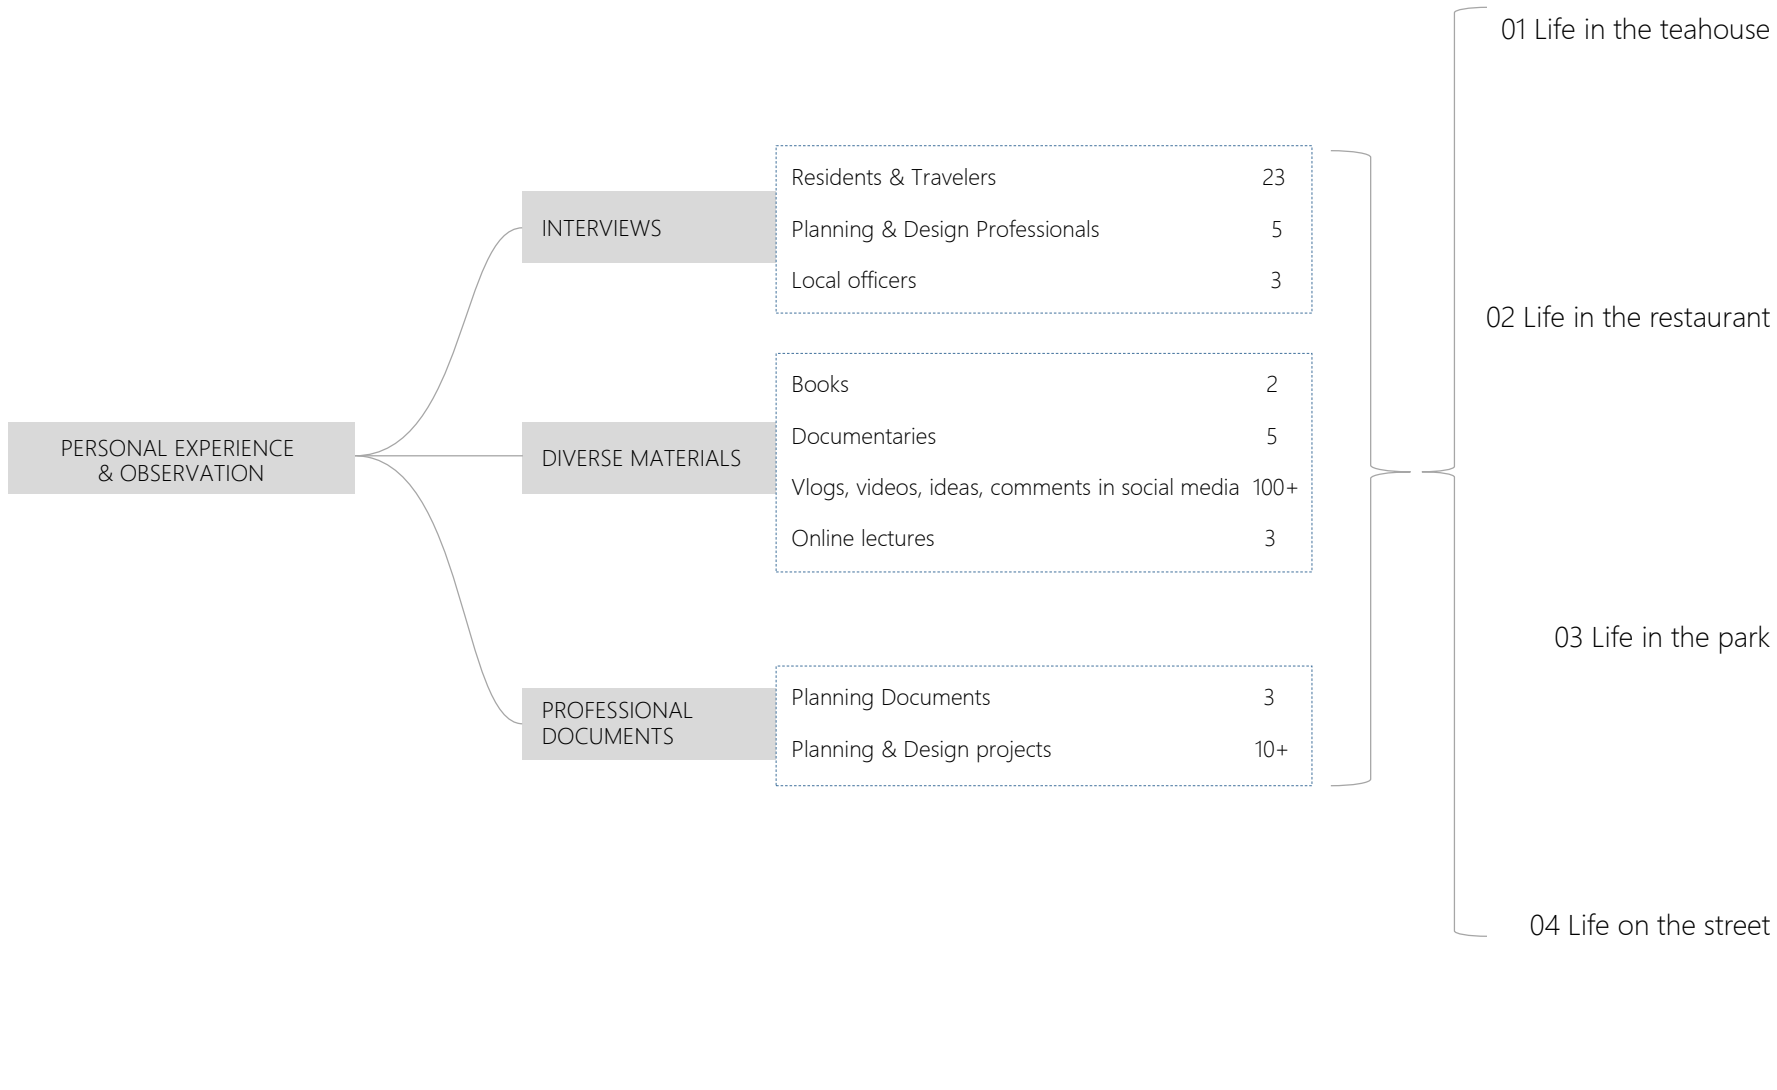 PERSONAL EXPERIENCE
& OBSERVATION
INTERVIEWS
Residents & Travelers 23
Planning & Design Professionals 5
Local officers 3
DIVERSE MATERIALS
Books 2
Documentaries 5
Vlogs, videos, ideas, comments in social media 100+
Online lectures 3
PROFESSIONAL
DOCUMENTS
Planning Documents 3
Planning & Design projects 10+
01 Life in the teahouse
02 Life in the restaurant
03 Life in the park
04 Life on the street